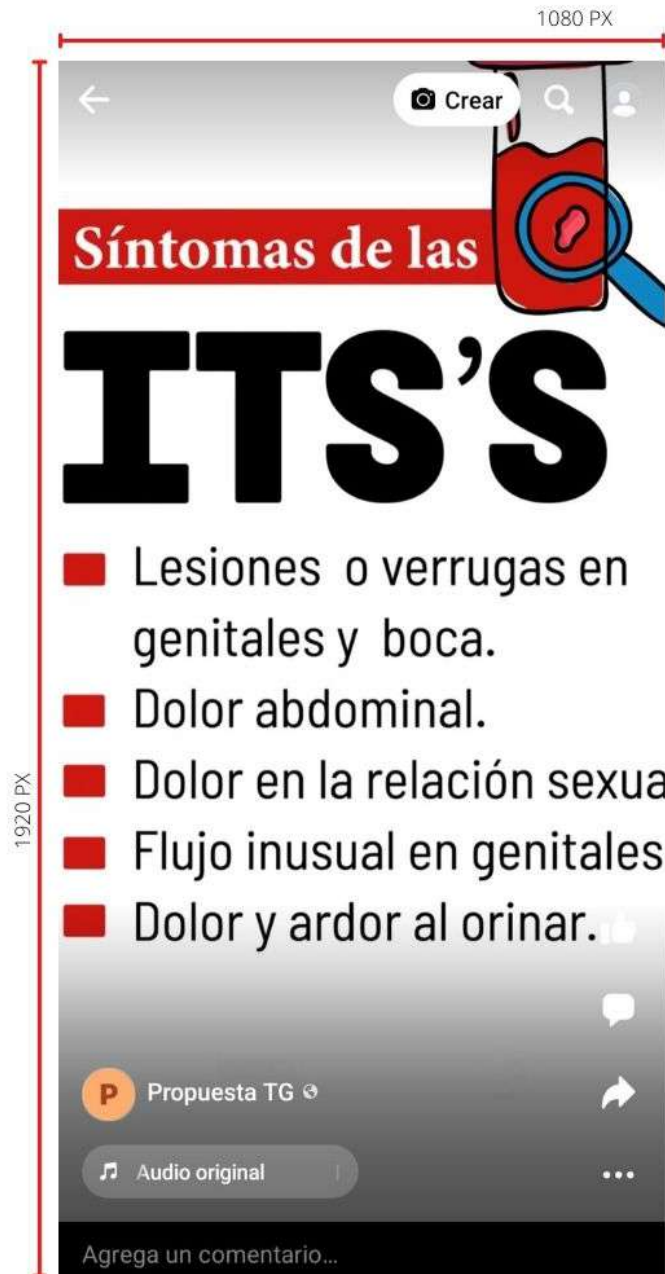 1080 PX
Crear
Síntomas de las
ITS’S
Lesiones o verrugas en
genitales y boca.
Dolor abdominal.
Dolor en la relación sexua
Flujo inusual en genitales
Dolor y ardor al orinar.
1920 PX
P Propuesta TG
Audio original
Agrega un comentario...